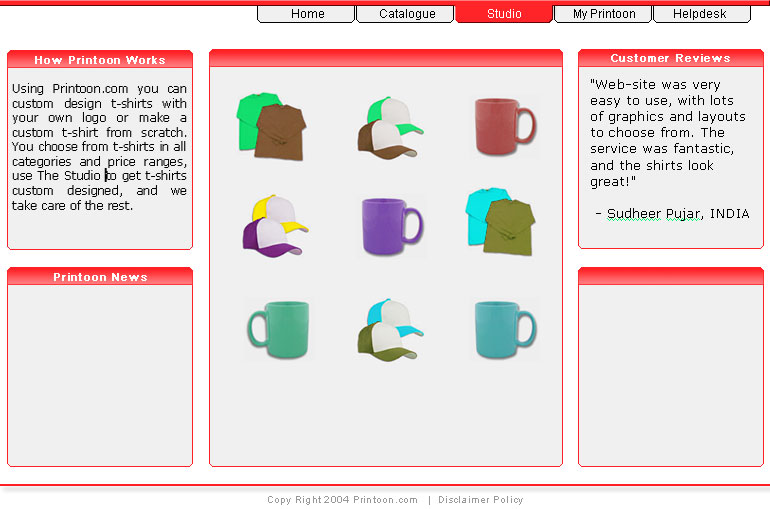 Home
Catalogue
Studio
My Printoon
Helpdesk
How Printoon Works
Using Printoon.com you can
custom design t-shirts with
your own logo or make a
custom t-shirt from scratch.
You choose from t-shirts in all
categories and price ranges,
use The Studio to get t-shirts
custom designed, and we
take care of the rest.
Printoon News
Customer Reviews
"Web-site was very
easy to use, with lots
of graphics and layouts
to choose from. The
service was fantastic,
and the shirts look
great!"
- Sudheer Pujar, INDIA
Copy Right 2004 Printoon.com | Disclaimer Policy